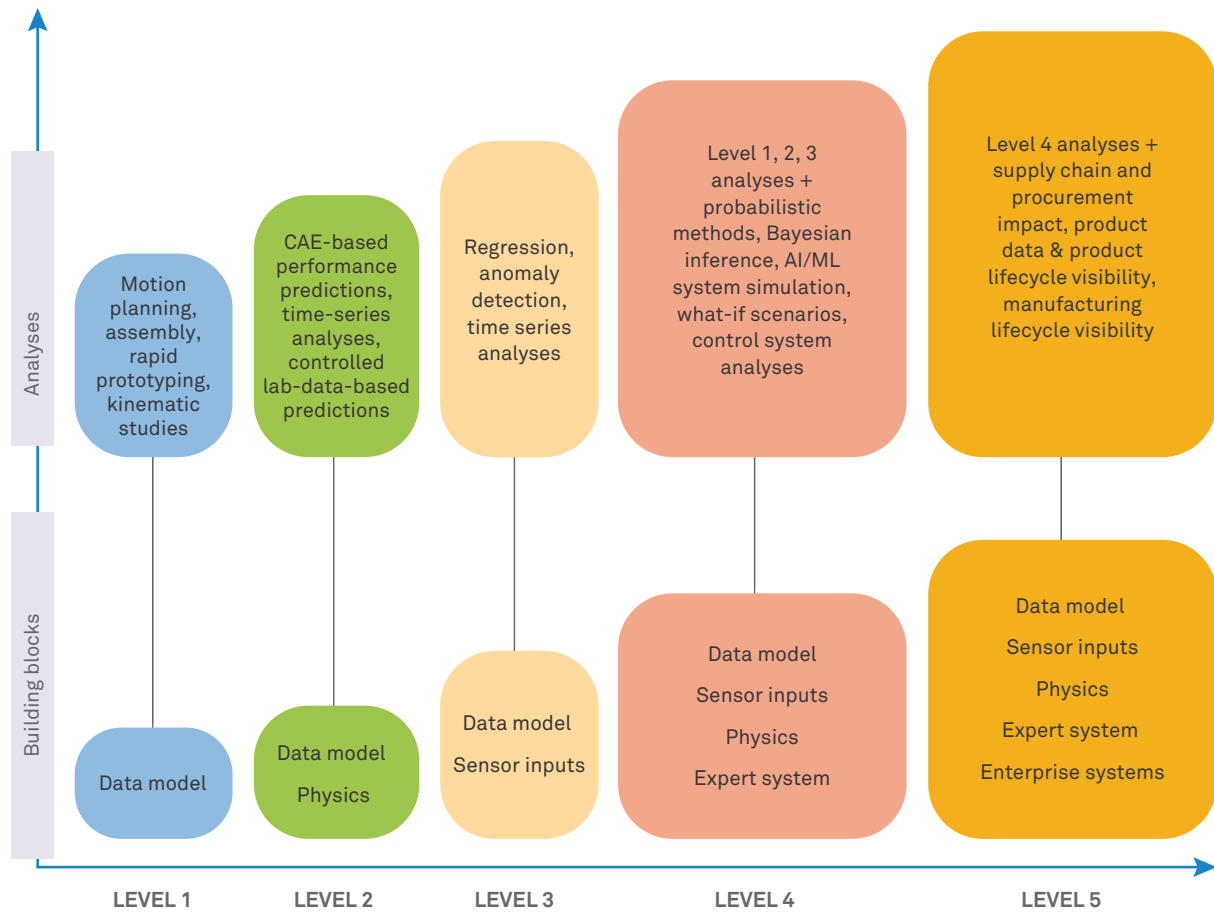 Analyses
Motion
planning,
assembly,
rapid
prototyping,
kinematic
studies
CAE-based
performance
predictions,
time-series
analyses,
controlled
lab-data-based
predictions
Regression,
anomaly
detection,
time series
analyses
Level 1, 2, 3
analyses +
probabilistic
methods, Bayesian
inference, AI/ML
system simulation,
what-if scenarios,
control system
analyses
Level 4 analyses +
supply chain and
procurement
impact, product
data & product
lifecycle visibility,
manufacturing
lifecycle visibility
Building blocks
Data model
Data model
Physics
Data model
Sensor inputs
Data model
Sensor inputs
Physics
Expert system
Data model
Sensor inputs
Physics
Expert system
Enterprise systems
LEVEL 1
LEVEL 2
LEVEL 3
LEVEL 4
LEVEL 5